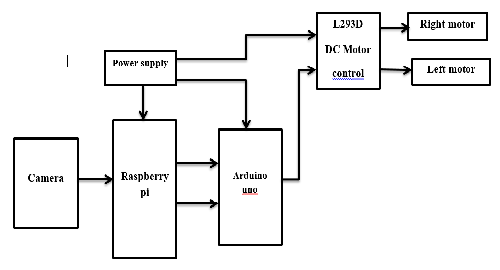 L293D
DC Motor
control
Right motor
Left motor
Power supply
Camera
Raspberry
pi
Arduino
uno